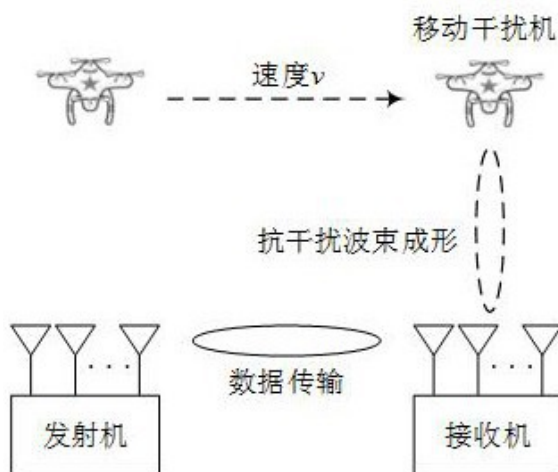 移动干扰机
速度v
抗干扰波束成形
数据传输
发射机
接收机